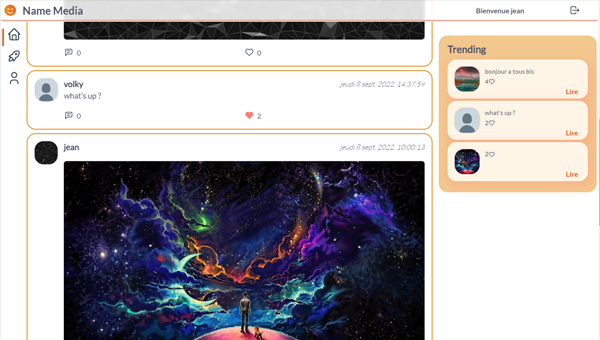 Name Media
Bienvenue jean
0
0
volky
jeudi 8 sept. 2022, 14:37:59
what's up ?
0
2
jean
jeudi 8 sept. 2022, 10:00:13
Trending
bonjour a tous bis
4
Lire
what's up ?
2
Lire
2
Lire